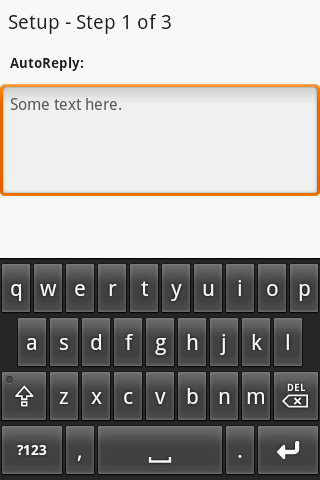 Setup - Step 1 of 3
AutoReply:
Some text here.
q w e r t y u i o p
a s d f g h j k l
z x c v b n m DEL
?123 , .